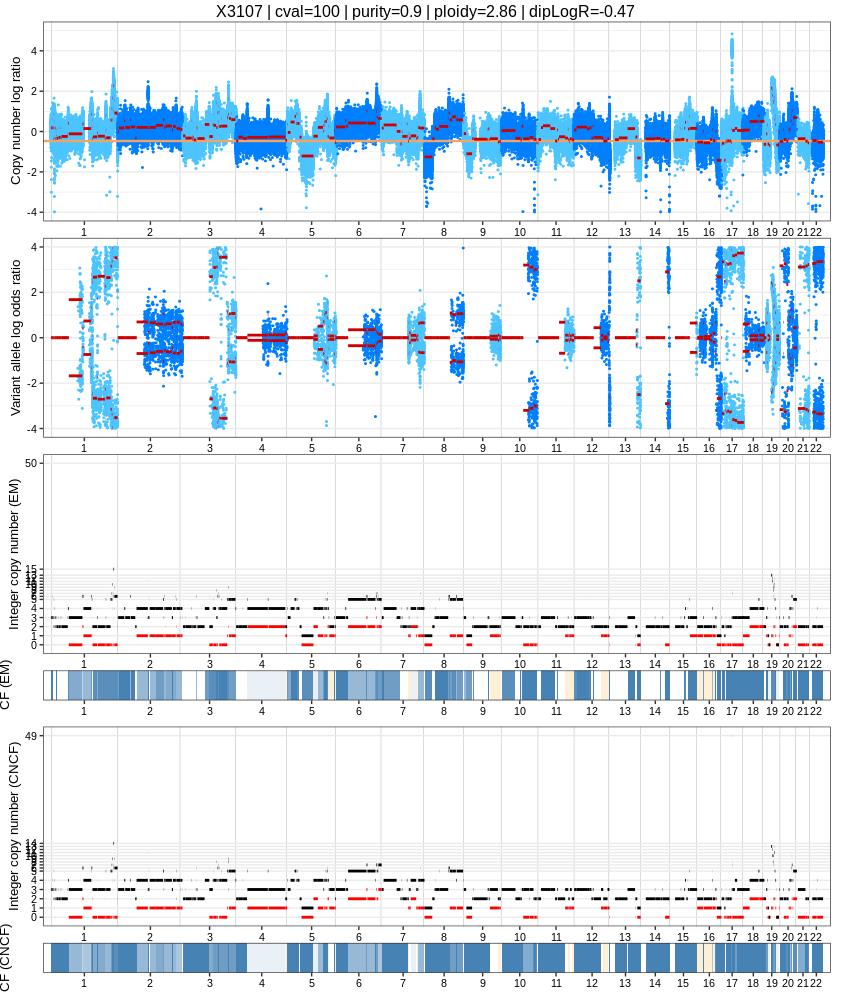 X3107 | cval=100 | purity=0.9 | ploidy=2.86 | dipLogR=-0.47
Copy number log ratio
4
2
0
-2
-4
1 2 3 4 5 6 7 8 9 10 11 12 13 14 15 16 17 18 19 20 21 22
Variant allele log odds ratio
4
2
0
-2
-4
1 2 3 4 5 6 7 8 9 10 11 12 13 14 15 16 17 18 19 20 21 22
Integer copy number (EM)
50
15
4
3
2
1
0
1 2 3 4 5 6 7 8 9 10 11 12 13 14 15 16 17 18 19 20 21 22
CF (EM)
1 2 3 4 5 6 7 8 9 10 11 12 13 14 15 16 17 18 19 20 21 22
Integer copy number (CNCF)
49
14
5
4
3
2
1
0
1 2 3 4 5 6 7 8 9 10 11 12 13 14 15 16 17 18 19 20 21 22
CF (CNCF)
1 2 3 4 5 6 7 8 9 10 11 12 13 14 15 16 17 18 19 20 21 22